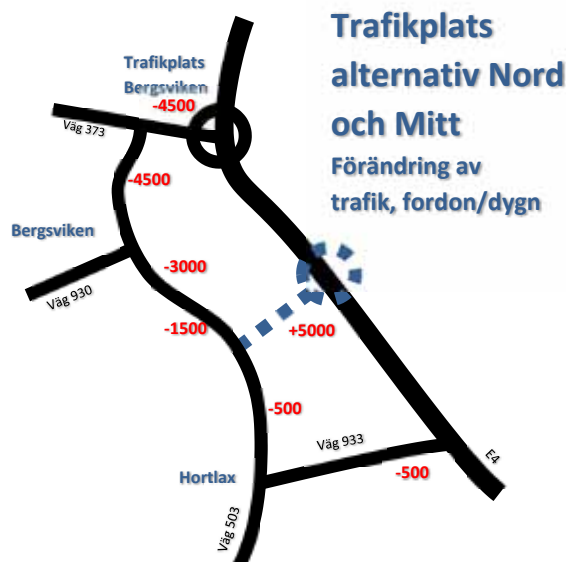 Trafikplats
alternativ Nord
och Mitt
Förändring av
trafik, fordon/dygn
Trafikplats
Bergsviken
-4500
Väg 373
-4500
Bergsviken
Väg 930
-3000
-1500
+5000
-500
Väg 933
-500
E4
Hortlax
Väg 503